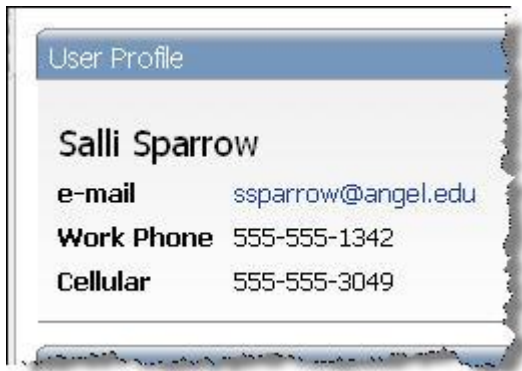 User Profile
Salli Sparrow
e-mail ssparrow@angel.edu
Work Phone 555-555-1342
Cellular 555-555-3049